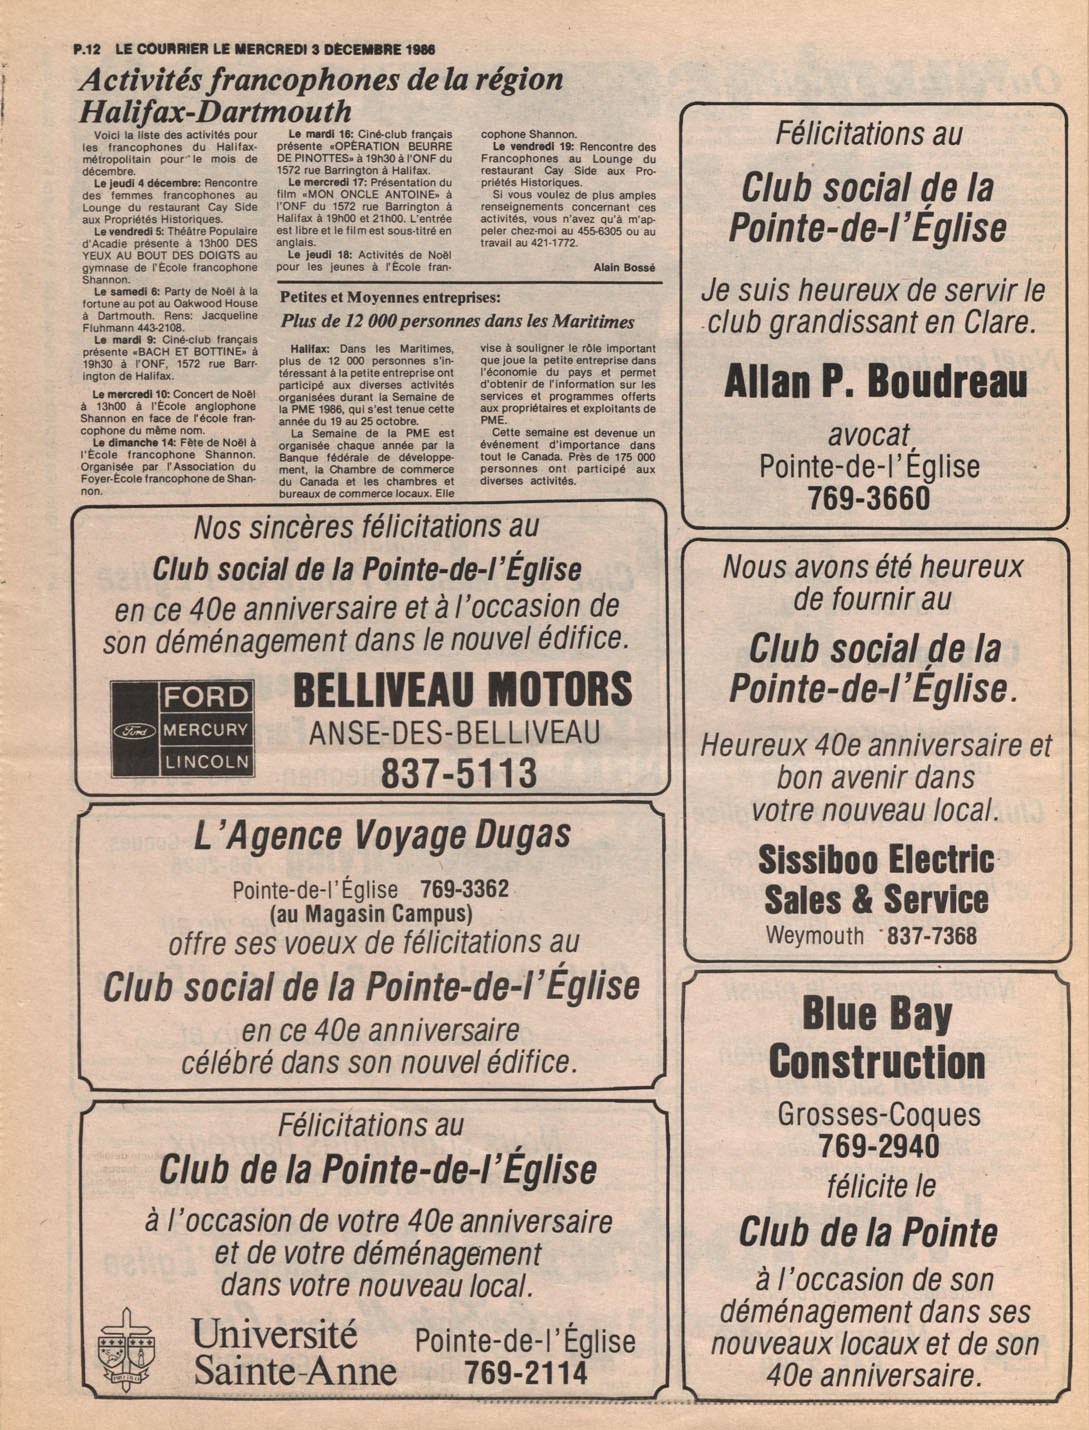 P.12 LE COURRIER LE MERCREDI 3 DÉCEMBRE 1986
Activités francophones de la région
Halifax-Dartmouth
Voici la liste des activités pour
les francophones du Halifax-
métropolitain pour le mois de
décembre.
Le jeudi 4 décembre: Rencontre
des femmes francophones au
Lounge du restaurant Cay Side
aux Propriétés Historiques.
Le vendredi 5: Théâtre Populaire
d'Acadie présente à 13h00 DES
YEUX AU BOUT DES DOIGTS au
gymnase de l'École francophone
Shannon.
Le samedi 6: Party de Noël à la
fortune au pot au Oakwood House
à Dartmouth. Rens: Jacqueline
Fluhmann 443-2108.
Le mardi 9: Ciné-club français
présente «BACH ET BOTTINE» à
19h30 à l'ONF, 1572 rue Barr-
ington de Halifax.
Le mercredi 10: Concert de Noël
à 13h00 à l'École anglophone
Shannon en face de l'école fran-
cophone du même nom.
Le dimanche 14: Fête de Noël à
l'École francophone Shannon.
Organisée par l'Association du
Foyer-École francophone de Shan-
non.
Le mardi 16: Ciné-club français
présente «OPÉRATION BEURRE
DE PINOTTES» à 19h30 à l'ONF du
1572 rue Barrington à Halifax.
Le mercredi 17: Présentation du
film «MON ONCLE ANTOINE» à
l'ONF du 1572 rue Barrington à
Halifax à 19h00 et 21h00. L'entrée
est libre et le film est sous-titré en
anglais.
Le jeudi 18: Activités de Noël
pour les jeunes à l'École fran-
cophone Shannon.
Le vendredi 19: Rencontre des
Francophones au Lounge du
restaurant Cay Side aux Pro-
priétés Historiques.
Si vous voulez de plus amples
renseignements concernant ces
activités, vous n'avez qu'à m'ap-
peler chez-moi au 455-6305 ou au
travail au 421-1772.
Alain Bossé
Petites et Moyennes entreprises:
Plus de 12 000 personnes dans les Maritimes
Halifax: Dans les Maritimes,
plus de 12 000 personnes s'in-
téressant à la petite entreprise ont
participé aux diverses activités
organisées durant la Semaine de
la PME 1986, qui s'est tenue cette
année du 19 au 25 octobre.
La Semaine de la PME est
organisée chaque année par la
Banque fédérale de développe-
ment, la Chambre de commerce
du Canada et les chambres et
bureaux de commerce locaux. Elle
vise à souligner le rôle important
que joue la petite entreprise dans
l'économie du pays et permet
d'obtenir de l'information sur les
services et programmes offerts
aux propriétaires et exploitants de
PME.
Cette semaine est devenue un
événement d'importance dans
tout le Canada. Près de 175 000
personnes ont participé aux
diverses activités.
Félicitations au
Club social de la
Pointe-de-l'Église
Je suis heureux de servir le
club grandissant en Clare.
Allan P. Boudreau
avocat
Pointe-de-l'Église
769-3660
Nos sincères félicitations au
Club social de la Pointe-de-l'Église
en ce 40e anniversaire et à l'occasion de
son déménagement dans le nouvel édifice.
Ford
FORD
MERCURY
LINCOLN
BELLIVEAU MOTORS
ANSE-DES-BELLIVEAU
837-5113
Nous avons été heureux
de fournir au
Club social de la
Pointe-de-l'Église.
Heureux 40e anniversaire et
bon avenir dans
votre nouveau local.
Sissiboo Electric
Sales & Service
Weymouth 837-7368
L'Agence Voyage Dugas
Pointe-de-l'Église 769-3362
(au Magasin Campus)
offre ses voeux de félicitations au
Club social de la Pointe-de-l'Église
en ce 40e anniversaire
célébré dans son nouvel édifice.
Félicitations au
Club de la Pointe-de-l'Église
à l'occasion de votre 40e anniversaire
et de votre déménagement
dans votre nouveau local.
Université
Sainte-Anne
Pointe-de-l'Église
769-2114
Blue Bay
Construction
Grosses-Coques
769-2940
félicite le
Club de la Pointe
à l'occasion de son
déménagement dans ses
nouveaux locaux et de son
40e anniversaire.